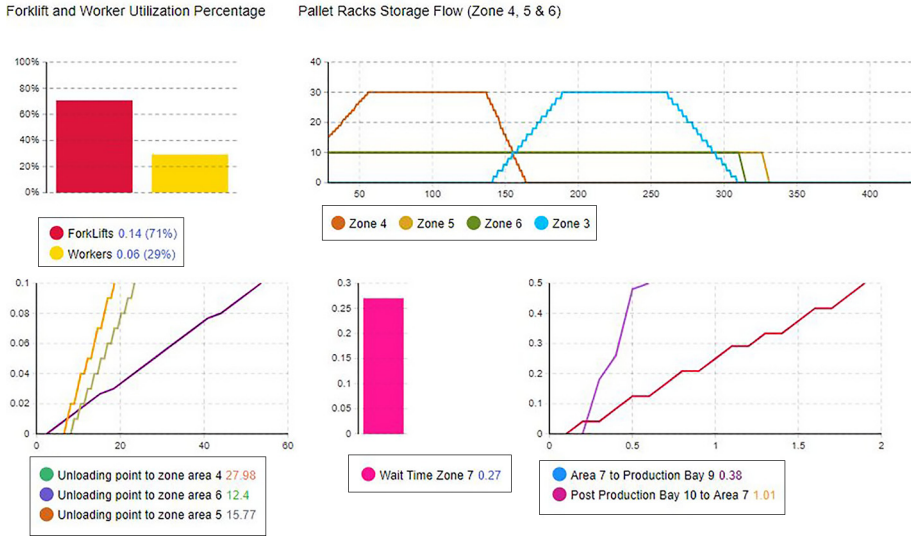 Forklift and Worker Utilization Percentage
Pallet Racks Storage Flow (Zone 4, 5 & 6)
100%
80%
60%
40%
20%
0%
40
30
20
10
0
50 100 150 200 250 300 350 400
ForkLifts 0.14 (71%)
Workers 0.06 (29%)
Zone 4 Zone 5 Zone 6 Zone 3
0.1
0.08
0.06
0.04
0.02
0
0 20 40 60
Unloading point to zone area 4 27.98
Unloading point to zone area 6 12.4
Unloading point to zone area 5 15.77
0.3
0.25
0.2
0.15
0.1
0.05
0
Wait Time Zone 7 0.27
0.5
0.4
0.3
0.2
0.1
0
0 0.5 1 1.5 2
Area 7 to Production Bay 9 0.38
Post Production Bay 10 to Area 7 1.01